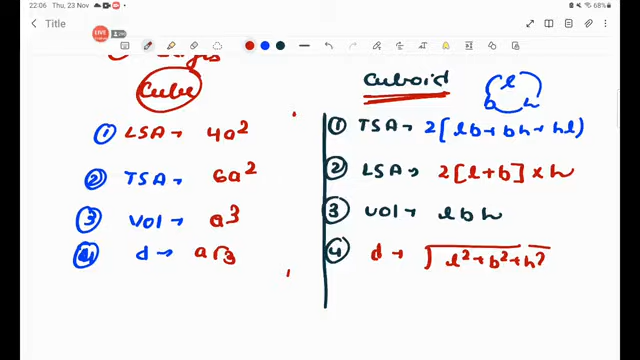 22:06 Thu, 23 Nov
68%
Title
LIVE
Cube
① LSA → 4a²
② TSA → 6a²
③ Vol → a³
④ d → a√3
Cuboid
l
b h
① TSA → 2[lb+bh+hl]
② LSA → 2[l+b]×h
③ Vol → lbh
④ d → √l²+b²+h²